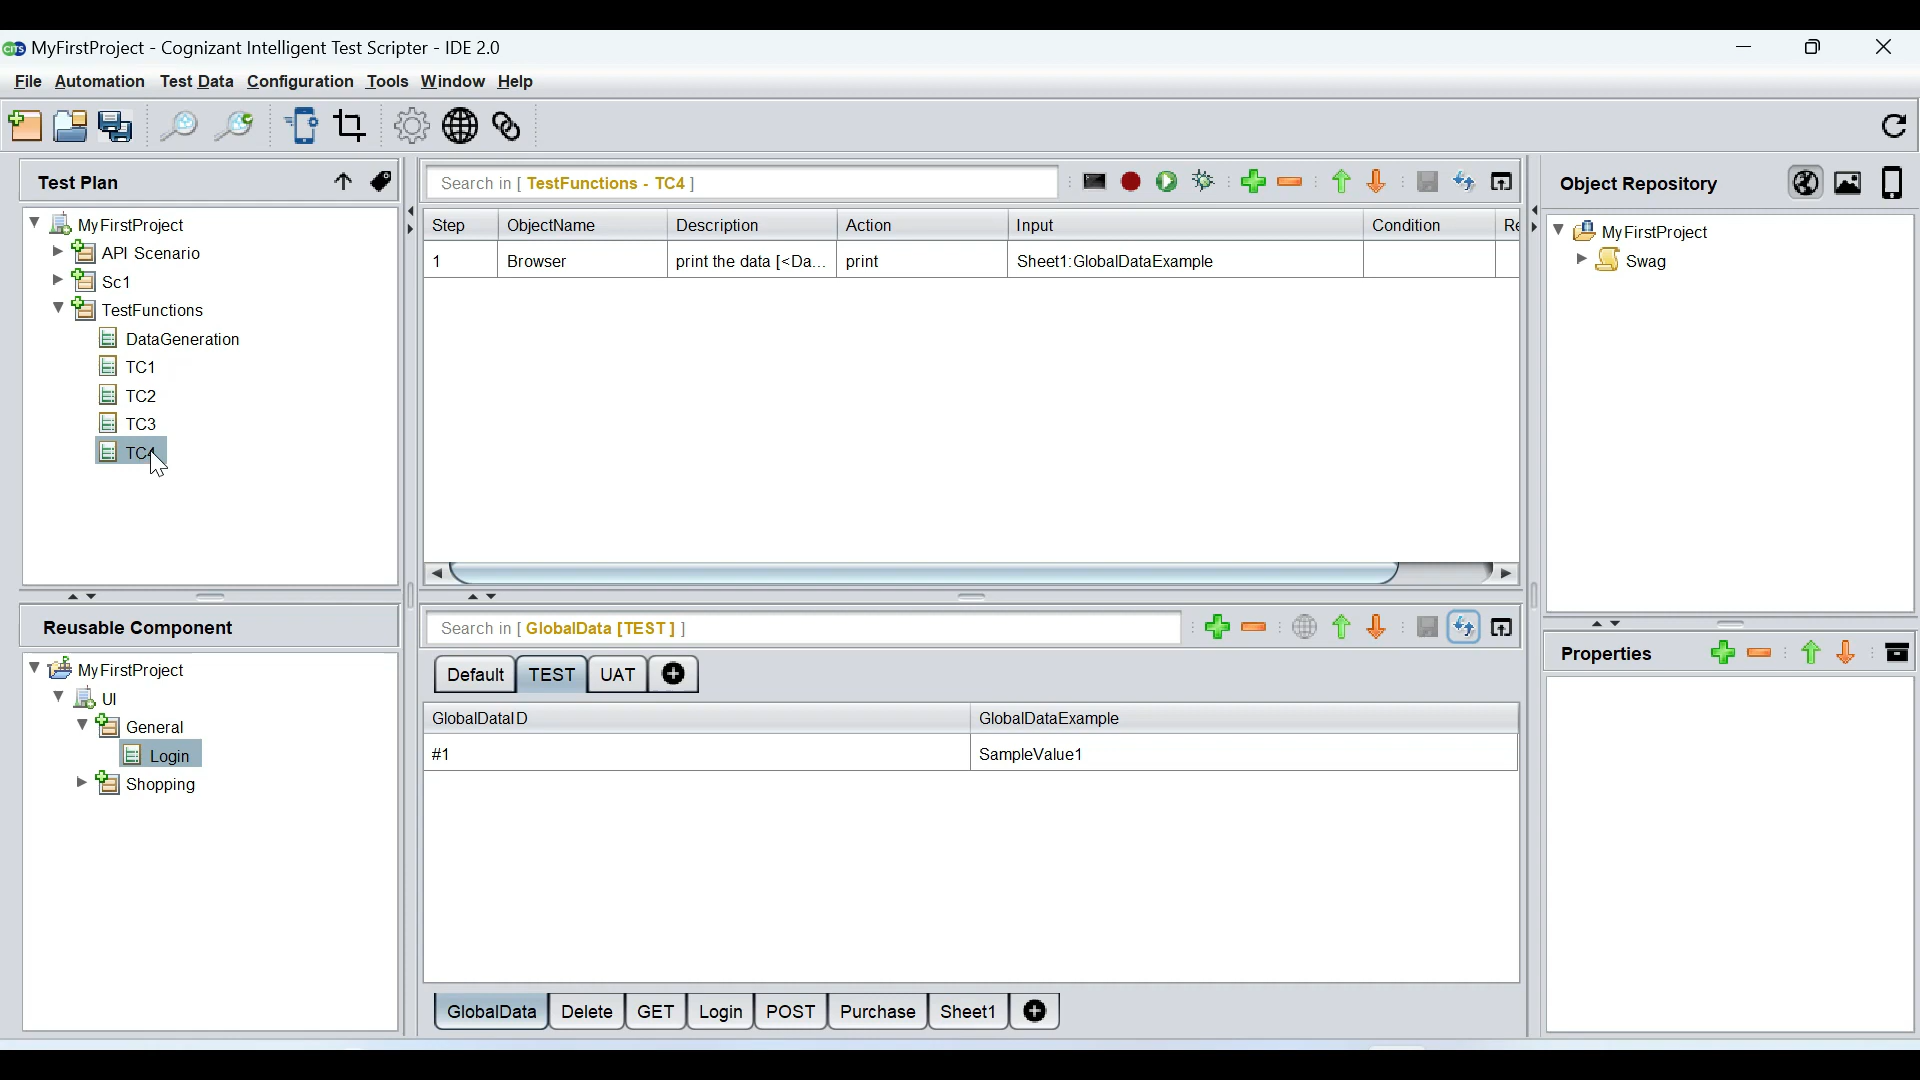 MyFirstProject - Cognizant Intelligent Test Scripter - IDE 2.0
File Automation Test Data Configuration Tools Window Help
Test Plan
MyFirstProject
API Scenario
Sc1
TestFunctions
DataGeneration
TC1
TC2
TC3
TC4
Reusable Component
MyFirstProject
UI
General
Login
Shopping
Search in [ TestFunctions - TC4 ]
Step ObjectName Description Action Input Condition Re
1 Browser print the data [<Da... print Sheet1:GlobalDataExample
Search in [ GlobalData [TEST ] ]
Default TEST UAT
GlobalDataID GlobalDataExample
#1 SampleValue1
GlobalData Delete GET Login POST Purchase Sheet1
Object Repository
MyFirstProject
Swag
Properties